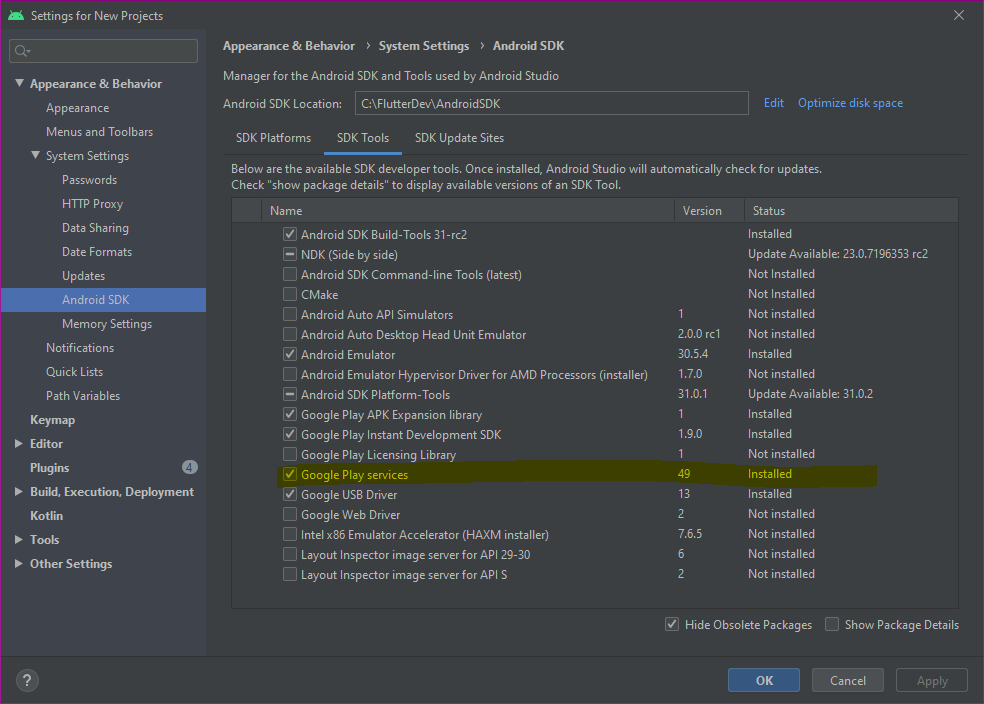 Settings for New Projects
Appearance & Behavior
Appearance
Menus and Toolbars
System Settings
Passwords
HTTP Proxy
Data Sharing
Date Formats
Updates
Android SDK
Memory Settings
Notifications
Quick Lists
Path Variables
Keymap
Editor
Plugins 4
Build, Execution, Deployment
Kotlin
Tools
Other Settings
Appearance & Behavior › System Settings › Android SDK
Manager for the Android SDK and Tools used by Android Studio
Android SDK Location: C:\FlutterDev\AndroidSDK Edit Optimize disk space
SDK Platforms SDK Tools SDK Update Sites
Below are the available SDK developer tools. Once installed, Android Studio will automatically check for updates.
Check "show package details" to display available versions of an SDK Tool.
Name Version Status
Android SDK Build-Tools 31-rc2 Installed
NDK (Side by side) Update Available: 23.0.7196353 rc2
Android SDK Command-line Tools (latest) Not Installed
CMake Not Installed
Android Auto API Simulators 1 Not installed
Android Auto Desktop Head Unit Emulator 2.0.0 rc1 Not installed
Android Emulator 30.5.4 Installed
Android Emulator Hypervisor Driver for AMD Processors (installer) 1.7.0 Not installed
Android SDK Platform-Tools 31.0.1 Update Available: 31.0.2
Google Play APK Expansion library 1 Installed
Google Play Instant Development SDK 1.9.0 Installed
Google Play Licensing Library 1 Not installed
Google Play services 49 Installed
Google USB Driver 13 Installed
Google Web Driver 2 Not installed
Intel x86 Emulator Accelerator (HAXM installer) 7.6.5 Not installed
Layout Inspector image server for API 29-30 6 Not installed
Layout Inspector image server for API S 2 Not installed
Hide Obsolete Packages Show Package Details
? OK Cancel Apply